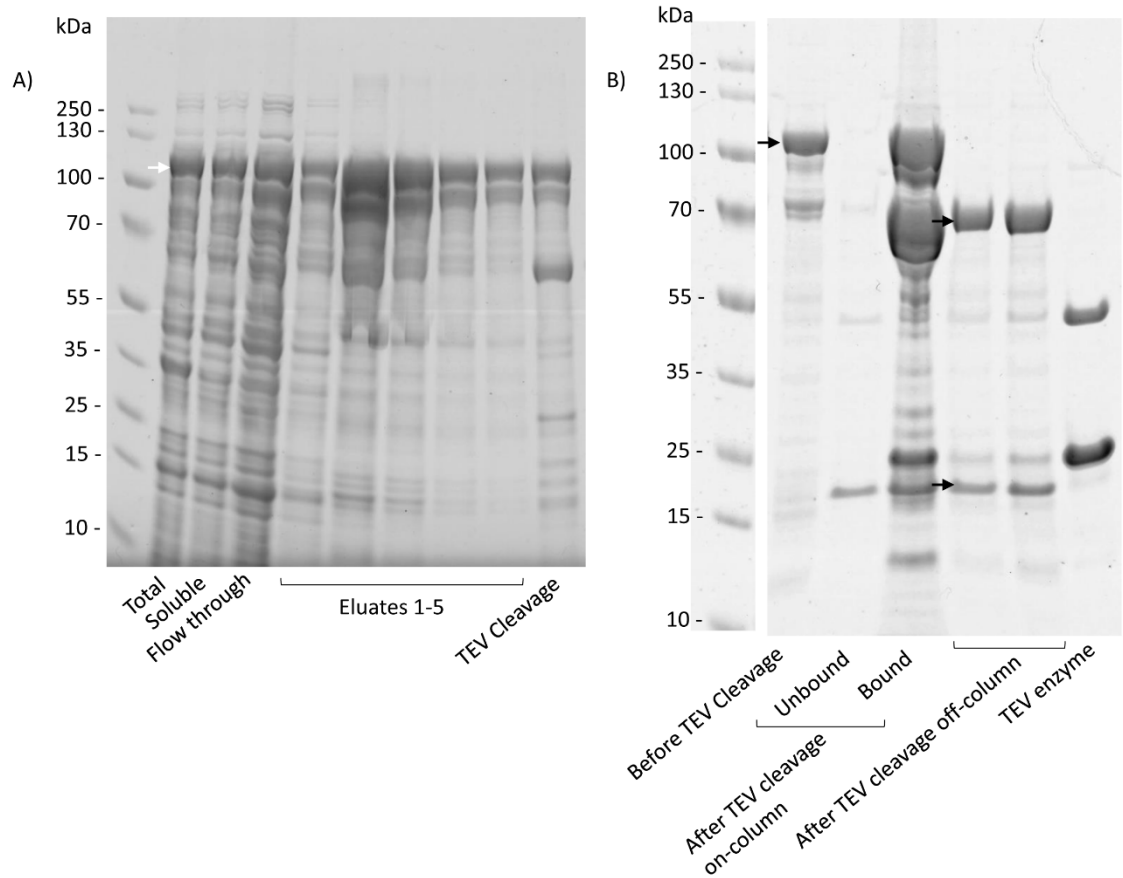 A)
kDa
250 -
130 -
100 -
70 -
55 -
35 -
25 -
15 -
10 -
Total
Soluble
Flow through
Eluates 1-5
TEV Cleavage
B)
kDa
250 -
130 -
100 -
70 -
55 -
35 -
25 -
15 -
10 -
Before TEV Cleavage
Unbound
Bound
After TEV cleavage
on-column
After TEV cleavage off-column
TEV enzyme